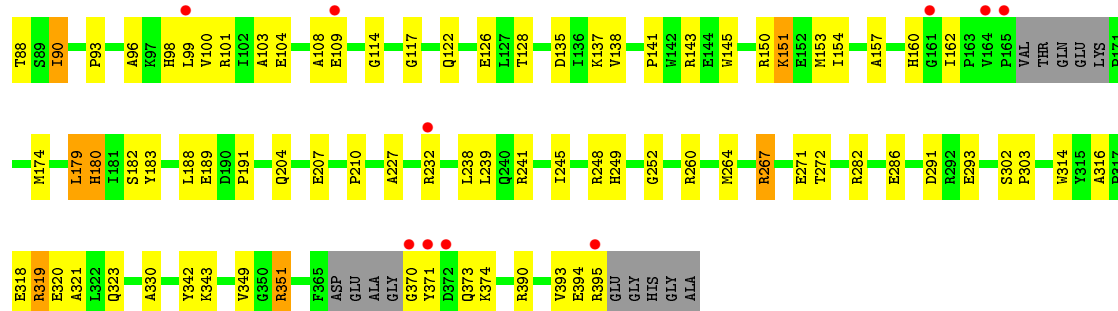 T88 S89 I90 P93 A96 K97 H98 L99 V100 R101 I102 A103 E104 A108 E109 G114 G117 Q122 E126 L127 T128 D135 I136 K137 V138 P141 W142 R143 E144 W145 R150 K151 E152 M153 I154 A157 H160 G161 I162 P163 V164 P165 VAL THR GLN GLU LYS
M174 L179 H180 I181 S182 Y183 L188 E189 D190 P191 Q204 E207 P210 A227 R232 L238 L239 Q240 R241 I245 R248 H249 G252 R260 M264 R267 E271 T272 R282 E286 D291 R292 E293 S302 P303 W314 Y315 A316 P317
E318 R319 E320 A321 L322 Q323 A330 Y342 K343 V349 G350 R351 F365 ASP GLU ALA GLY G370 Y371 D372 Q373 K374 R390 V393 E394 R395 GLU GLY HIS GLY ALA